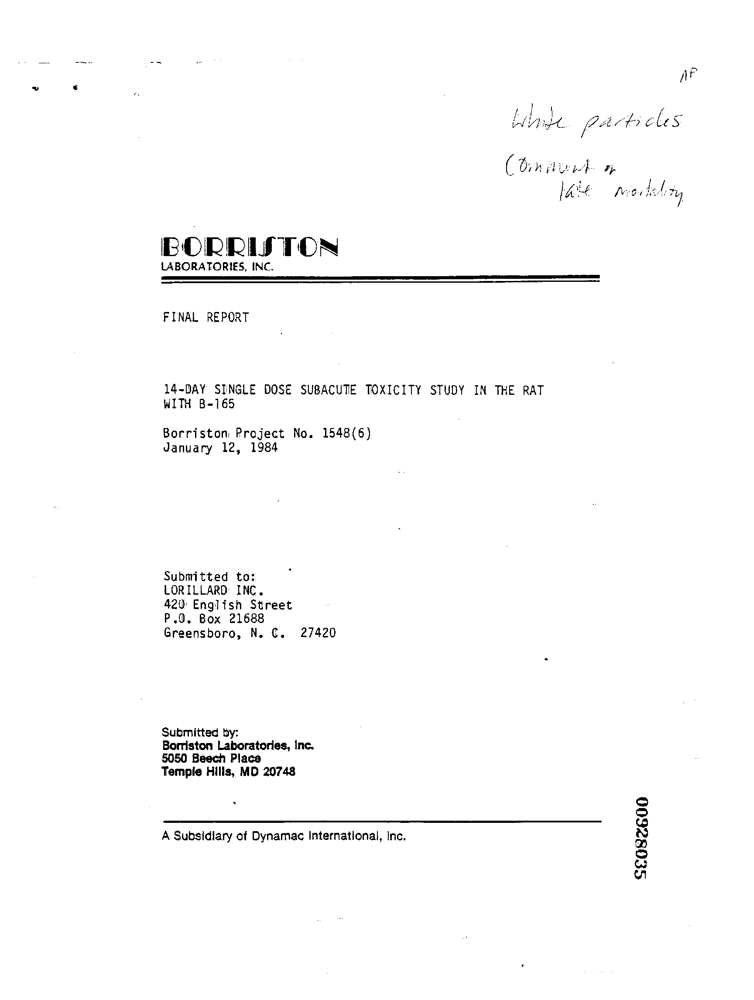 AP
White particles
Comment on
late mortality
BORRISTON
LABORATORIES, INC.
FINAL REPORT
14-DAY SINGLE DOSE SUBACUTE TOXICITY STUDY IN THE RAT
WITH B-165
Borriston Project No. 1548(6)
January 12, 1984
Submitted to:
LORILLARD INC.
420 English Street
P.O. Box 21688
Greensboro, N. C. 27420
Submitted by:
Borriston Laboratories, Inc.
5050 Beech Place
Temple Hills, MD 20748
A Subsidiary of Dynamac International, Inc.
00928035